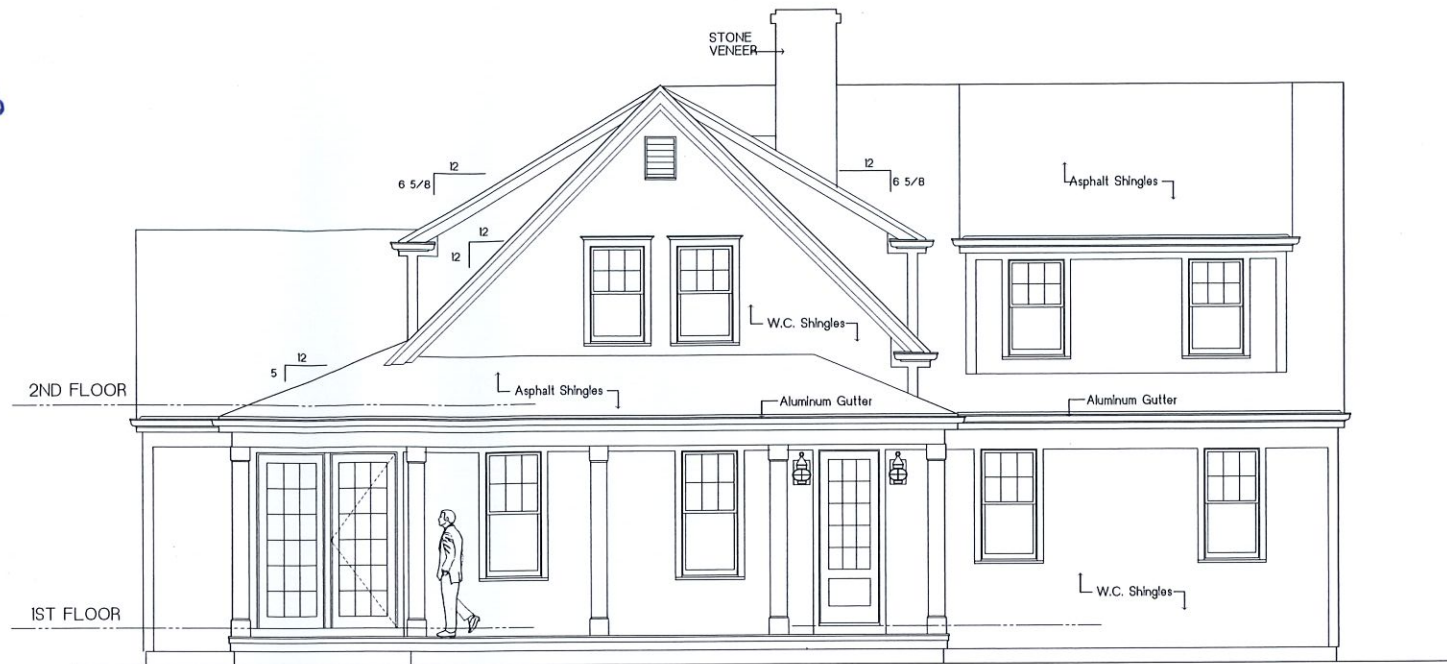 STONE
VENEER
12
6 5/8
12
6 5/8
Asphalt Shingles
12
12
W.C. Shingles
12
5
2ND FLOOR
Asphalt Shingles
Aluminum Gutter
Aluminum Gutter
W.C. Shingles
1ST FLOOR